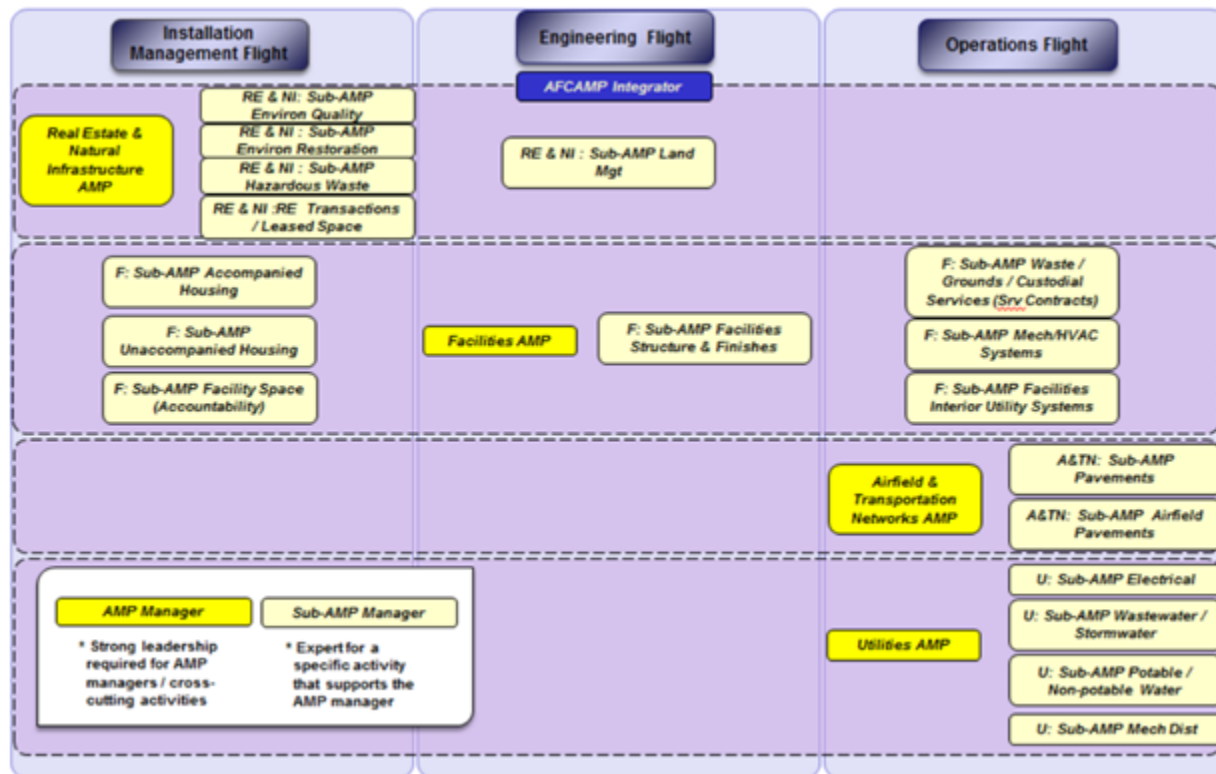 Installation
Management Flight
Engineering Flight
Operations Flight
AFCAMP Integrator
Real Estate &
Natural
Infrastructure
AMP
RE & NI: Sub-AMP
Environ Quality
RE & NI : Sub-AMP
Environ Restoration
RE & NI : Sub-AMP
Hazardous Waste
RE & NI :RE Transactions
/ Leased Space
RE & NI : Sub-AMP Land
Mgt
F: Sub-AMP Accompanied
Housing
F: Sub-AMP
Unaccompanied Housing
F: Sub-AMP Facility Space
(Accountability)
Facilities AMP
F: Sub-AMP Facilities
Structure & Finishes
F: Sub-AMP Waste /
Grounds / Custodial
Services (Srv Contracts)
F: Sub-AMP Mech/HVAC
Systems
F: Sub-AMP Facilities
Interior Utility Systems
Airfield &
Transportation
Networks AMP
A&TN: Sub-AMP
Pavements
A&TN: Sub-AMP Airfield
Pavements
Utilities AMP
U: Sub-AMP Electrical
U: Sub-AMP Wastewater /
Stormwater
U: Sub-AMP Potable /
Non-potable Water
U: Sub-AMP Mech Dist
AMP Manager
* Strong leadership
required for AMP
managers / cross-
cutting activities
Sub-AMP Manager
* Expert for a
specific activity
that supports the
AMP manager